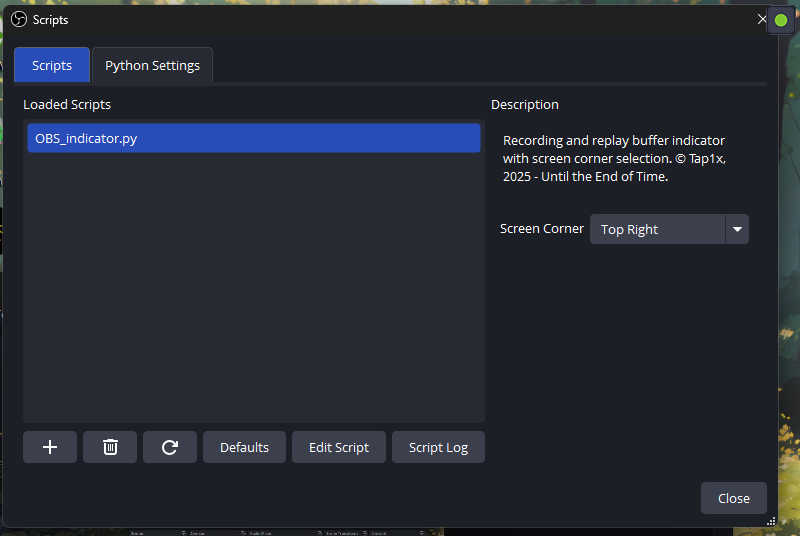 Scripts
Scripts
Python Settings
Loaded Scripts
OBS_indicator.py
Description
Recording and replay buffer indicator
with screen corner selection. © Tap1x,
2025 - Until the End of Time.
Screen Corner
Top Right
Defaults
Edit Script
Script Log
Close